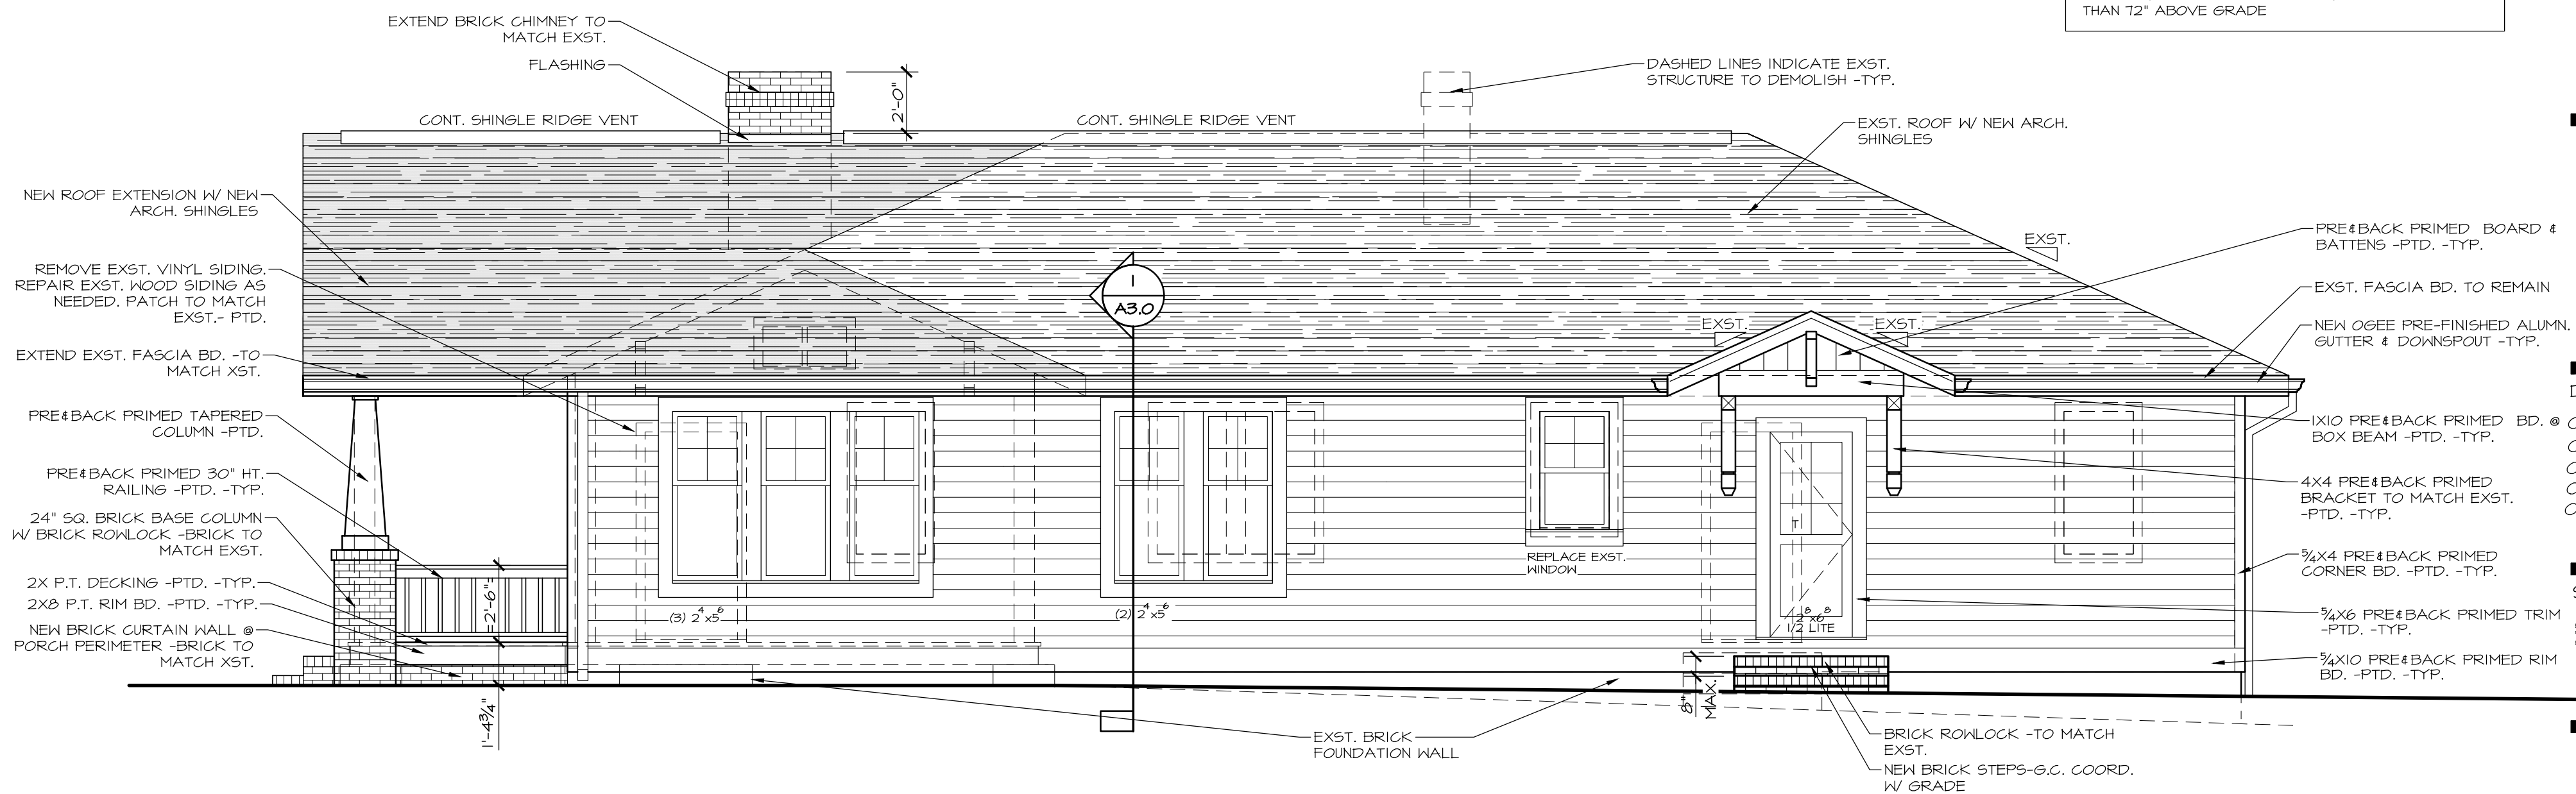 THAN 72" ABOVE GRADE
EXTEND BRICK CHIMNEY TO
MATCH EXST.
FLASHING
2'-0"
DASHED LINES INDICATE EXST.
STRUCTURE TO DEMOLISH -TYP.
CONT. SHINGLE RIDGE VENT
CONT. SHINGLE RIDGE VENT
EXST. ROOF W/ NEW ARCH.
SHINGLES
NEW ROOF EXTENSION W/ NEW
ARCH. SHINGLES
REMOVE EXST. VINYL SIDING.
REPAIR EXST. WOOD SIDING AS
NEEDED. PATCH TO MATCH
EXST.- PTD.
EXTEND EXST. FASCIA BD. -TO
MATCH XST.
PRE&BACK PRIMED TAPERED
COLUMN -PTD.
PRE&BACK PRIMED 30" HT.
RAILING -PTD. -TYP.
24" SQ. BRICK BASE COLUMN
W/ BRICK ROWLOCK -BRICK TO
MATCH EXST.
2X P.T. DECKING -PTD. -TYP.
2X8 P.T. RIM BD. -PTD. -TYP.
NEW BRICK CURTAIN WALL @
PORCH PERIMETER -BRICK TO
MATCH XST.
2'-6"
1'-4¾"
1
A3.0
EXST.
EXST.
EXST.
(3) 2⁴x5⁶
(2) 2⁴x5⁶
REPLACE EXST.
WINDOW
T
2⁸x6⁸
1/2 LITE
8"
MAX.
EXST. BRICK
FOUNDATION WALL
BRICK ROWLOCK -TO MATCH
EXST.
NEW BRICK STEPS-G.C. COORD.
W/ GRADE
PRE&BACK PRIMED BOARD &
BATTENS -PTD. -TYP.
EXST. FASCIA BD. TO REMAIN
NEW OGEE PRE-FINISHED ALUMN.
GUTTER & DOWNSPOUT -TYP.
1X10 PRE&BACK PRIMED BD. @
BOX BEAM -PTD. -TYP.
4X4 PRE&BACK PRIMED
BRACKET TO MATCH EXST.
-PTD. -TYP.
5/4X4 PRE&BACK PRIMED
CORNER BD. -PTD. -TYP.
5/4X6 PRE&BACK PRIMED TRIM
-PTD. -TYP.
5/4X10 PRE&BACK PRIMED RIM
BD. -PTD. -TYP.